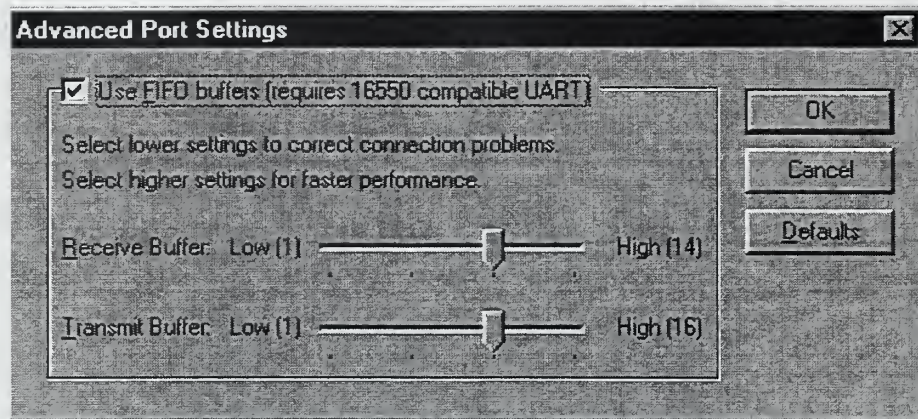 Advanced Port Settings
Use FIFO buffers (requires 16550 compatible UART)
Select lower settings to correct connection problems.
Select higher settings for faster performance.
Receive Buffer: Low (1) High (14)
Transmit Buffer: Low (1) High (16)
OK
Cancel
Defaults